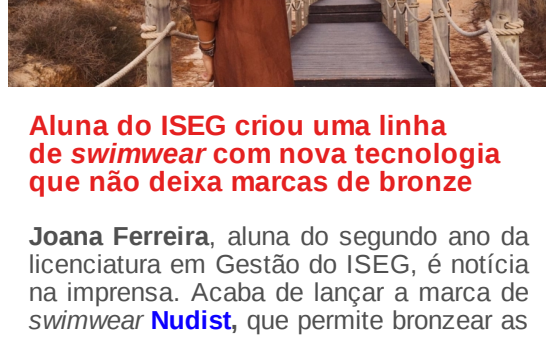 Aluna do ISEG criou uma linha
de swimwear com nova tecnologia
que não deixa marcas de bronze
Joana Ferreira, aluna do segundo ano da
licenciatura em Gestão do ISEG, é notícia
na imprensa. Acaba de lançar a marca de
swimwear Nudist, que permite bronzear as